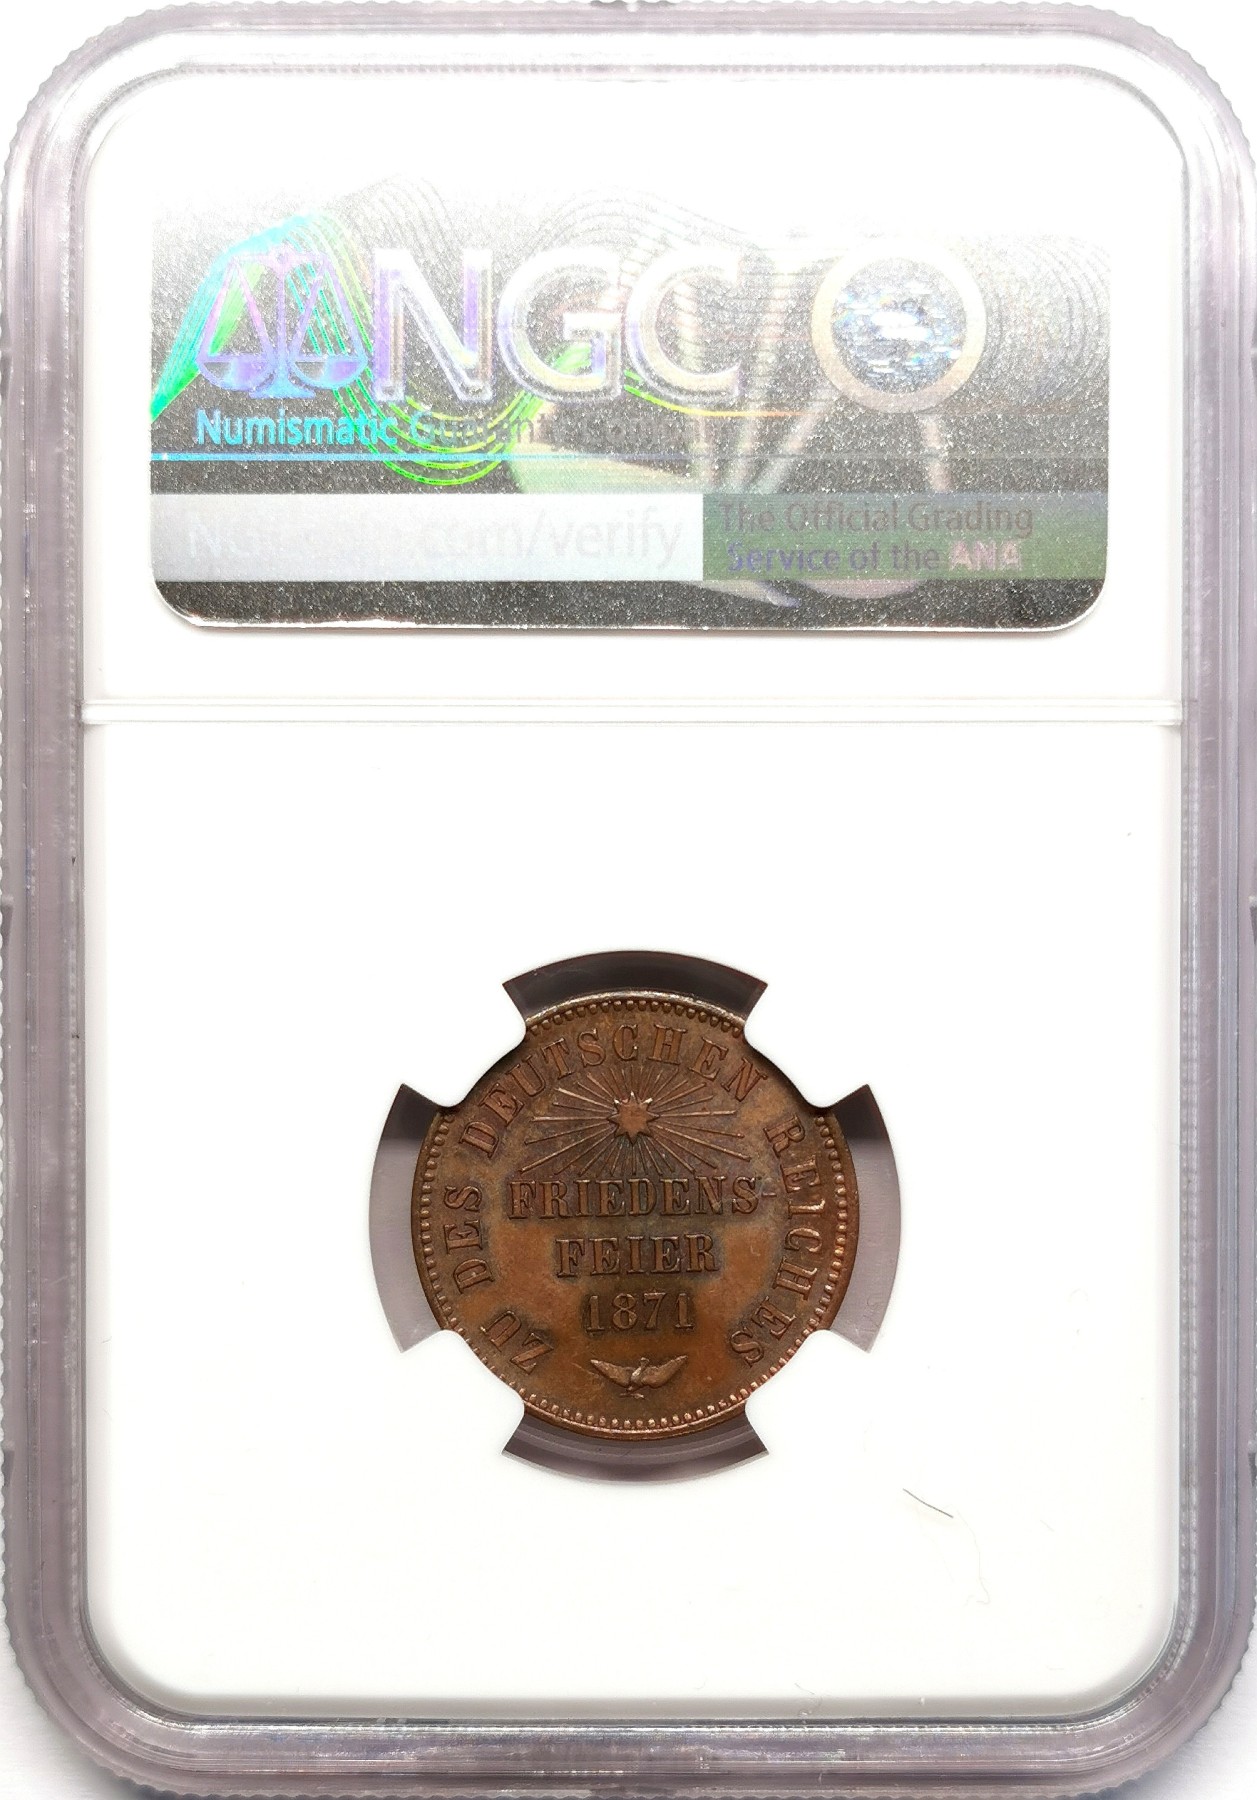 NGC
Numismatic
.com/verify
The Official Grading
Service of the ANA
ZU DES DEUTSCHEN REICHES
FRIEDENS-
FEIER
1871